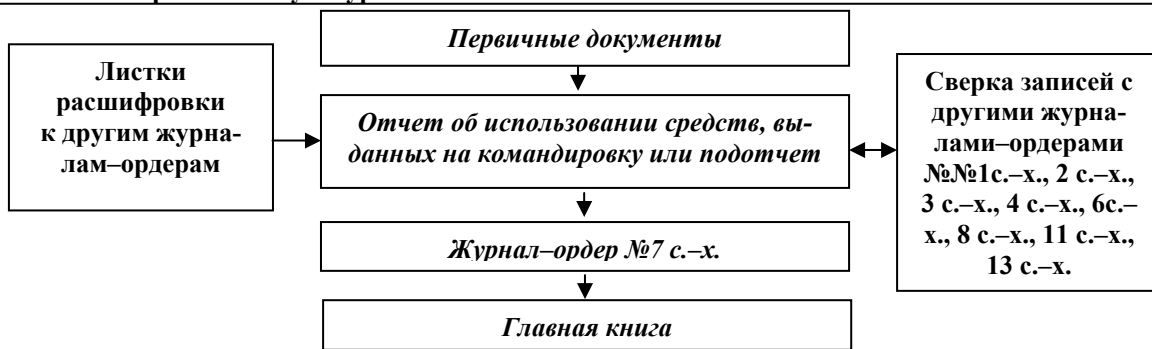 Первичные документы
Листки
расшифровки
к другим журна-
лам–ордерам
Отчет об использовании средств, вы-
данных на командировку или подотчет
Сверка записей с
другими журна-
лами–ордерами
№№1с.–х., 2 с.–х.,
3 с.–х., 4 с.–х., 6с.–
х., 8 с.–х., 11 с.–х.,
13 с.–х.
Журнал–ордер №7 с.–х.
Главная книга